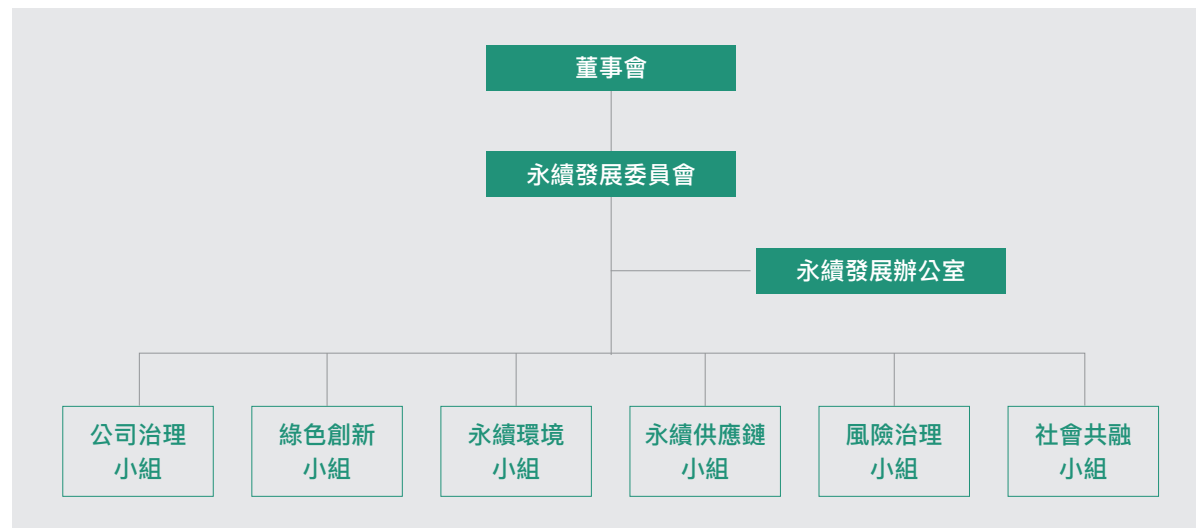 董事會
永續發展委員會
永續發展辦公室
公司治理
小組
綠色創新
小組
永續環境
小組
永續供應鏈
小組
風險治理
小組
社會共融
小組